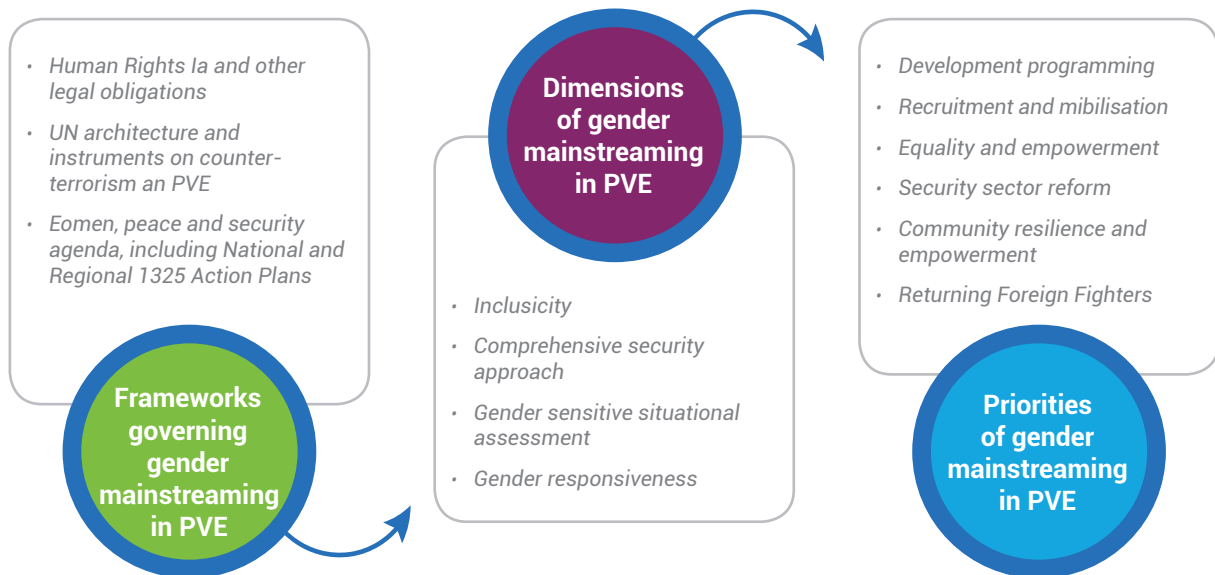 • Human Rights Ia and other
legal obligations
• UN architecture and
instruments on counter-
terrorism an PVE
• Eomen, peace and security
agenda, including National and
Regional 1325 Action Plans
Frameworks
governing
gender
mainstreaming
in PVE
Dimensions
of gender
mainstreaming
in PVE
• Inclusicity
• Comprehensive security
approach
• Gender sensitive situational
assessment
• Gender responsiveness
• Development programming
• Recruitment and mibilisation
• Equality and empowerment
• Security sector reform
• Community resilience and
empowerment
• Returning Foreign Fighters
Priorities
of gender
mainstreaming
in PVE